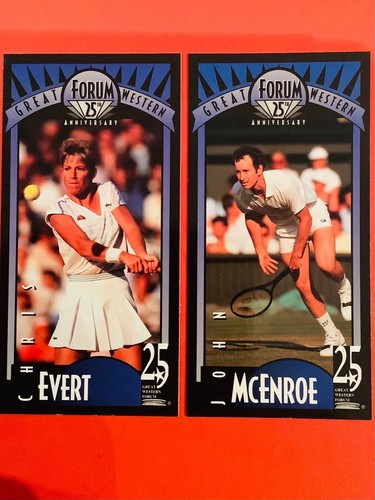 GREAT FORUM WESTERN
25TH
ANNIVERSARY
CHRIS
EVERT
25
GREAT
WESTERN
FORUM
GREAT FORUM WESTERN
25TH
ANNIVERSARY
JOHN
MCENROE
25
GREAT
WESTERN
FORUM